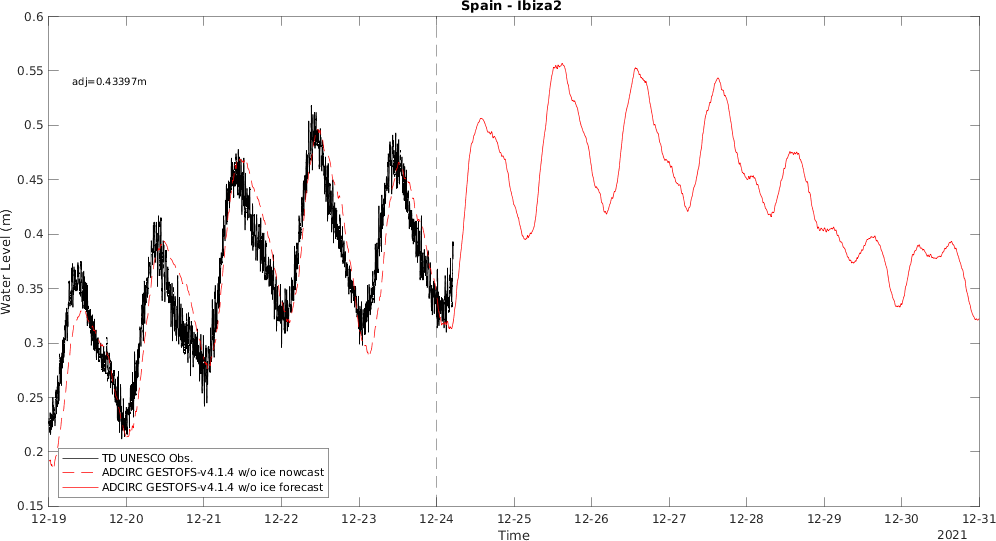 Spain - Ibiza2
0.6
0.55
0.5
0.45
0.4
0.35
0.3
0.25
0.2
0.15
Water Level (m)
adj=0.43397m
TD UNESCO Obs.
ADCIRC GESTOFS-v4.1.4 w/o ice nowcast
ADCIRC GESTOFS-v4.1.4 w/o ice forecast
12-19 12-20 12-21 12-22 12-23 12-24 12-25 12-26 12-27 12-28 12-29 12-30 12-31
Time
2021